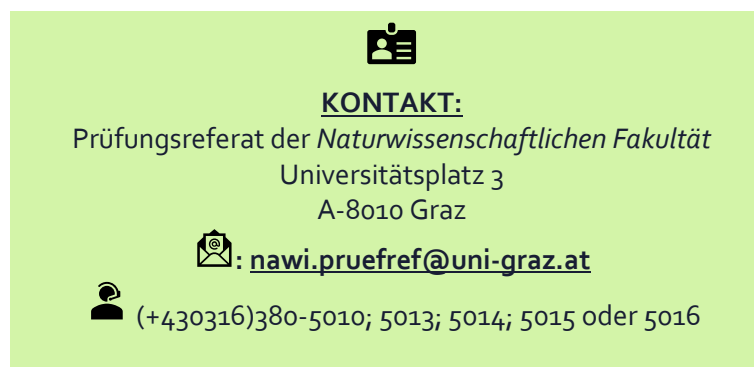 KONTAKT:
Prüfungsreferat der Naturwissenschaftlichen Fakultät
Universitätsplatz 3
A-8010 Graz
@: nawi.pruefref@uni-graz.at
(+430316)380-5010; 5013; 5014; 5015 oder 5016